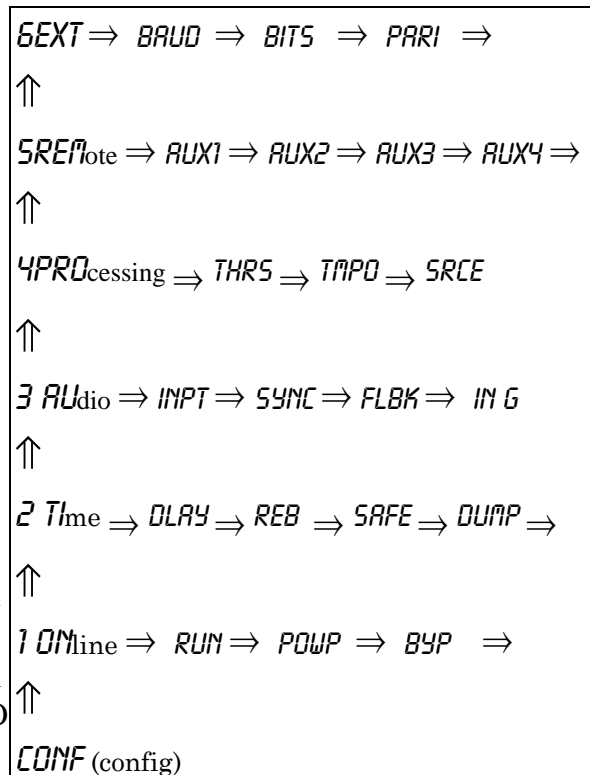 6EXT ⇒ BAUD ⇒ BITS ⇒ PARI ⇒
⇑
5REMote ⇒ AUX1 ⇒ AUX2 ⇒ AUX3 ⇒ AUX4 ⇒
⇑
4PROcessing ⇒ THRS ⇒ TMPO ⇒ SRCE
⇑
3 AUdio ⇒ INPT ⇒ SYNC ⇒ FLBK ⇒ IN G
⇑
2 TIme ⇒ DLAY ⇒ REB ⇒ SAFE ⇒ DUMP ⇒
⇑
1 ONline ⇒ RUN ⇒ POWP ⇒ BYP ⇒
⇑
CONF (config)